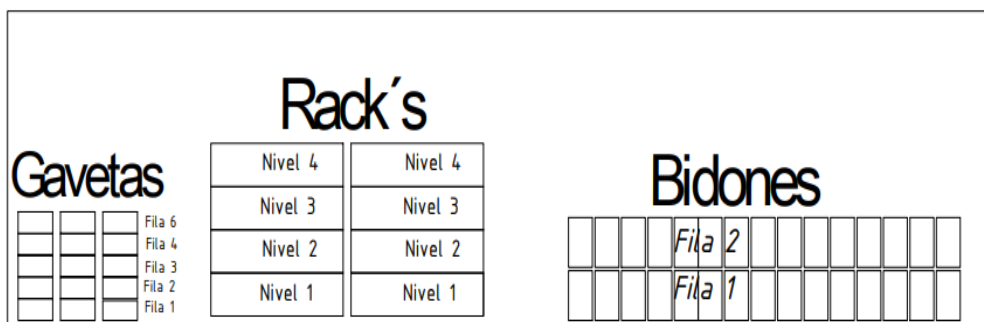 Rack´s
Gavetas
Fila 6
Fila 4
Fila 3
Fila 2
Fila 1
Nivel 4 Nivel 4
Nivel 3 Nivel 3
Nivel 2 Nivel 2
Nivel 1 Nivel 1
Bidones
Fila 2
Fila 1